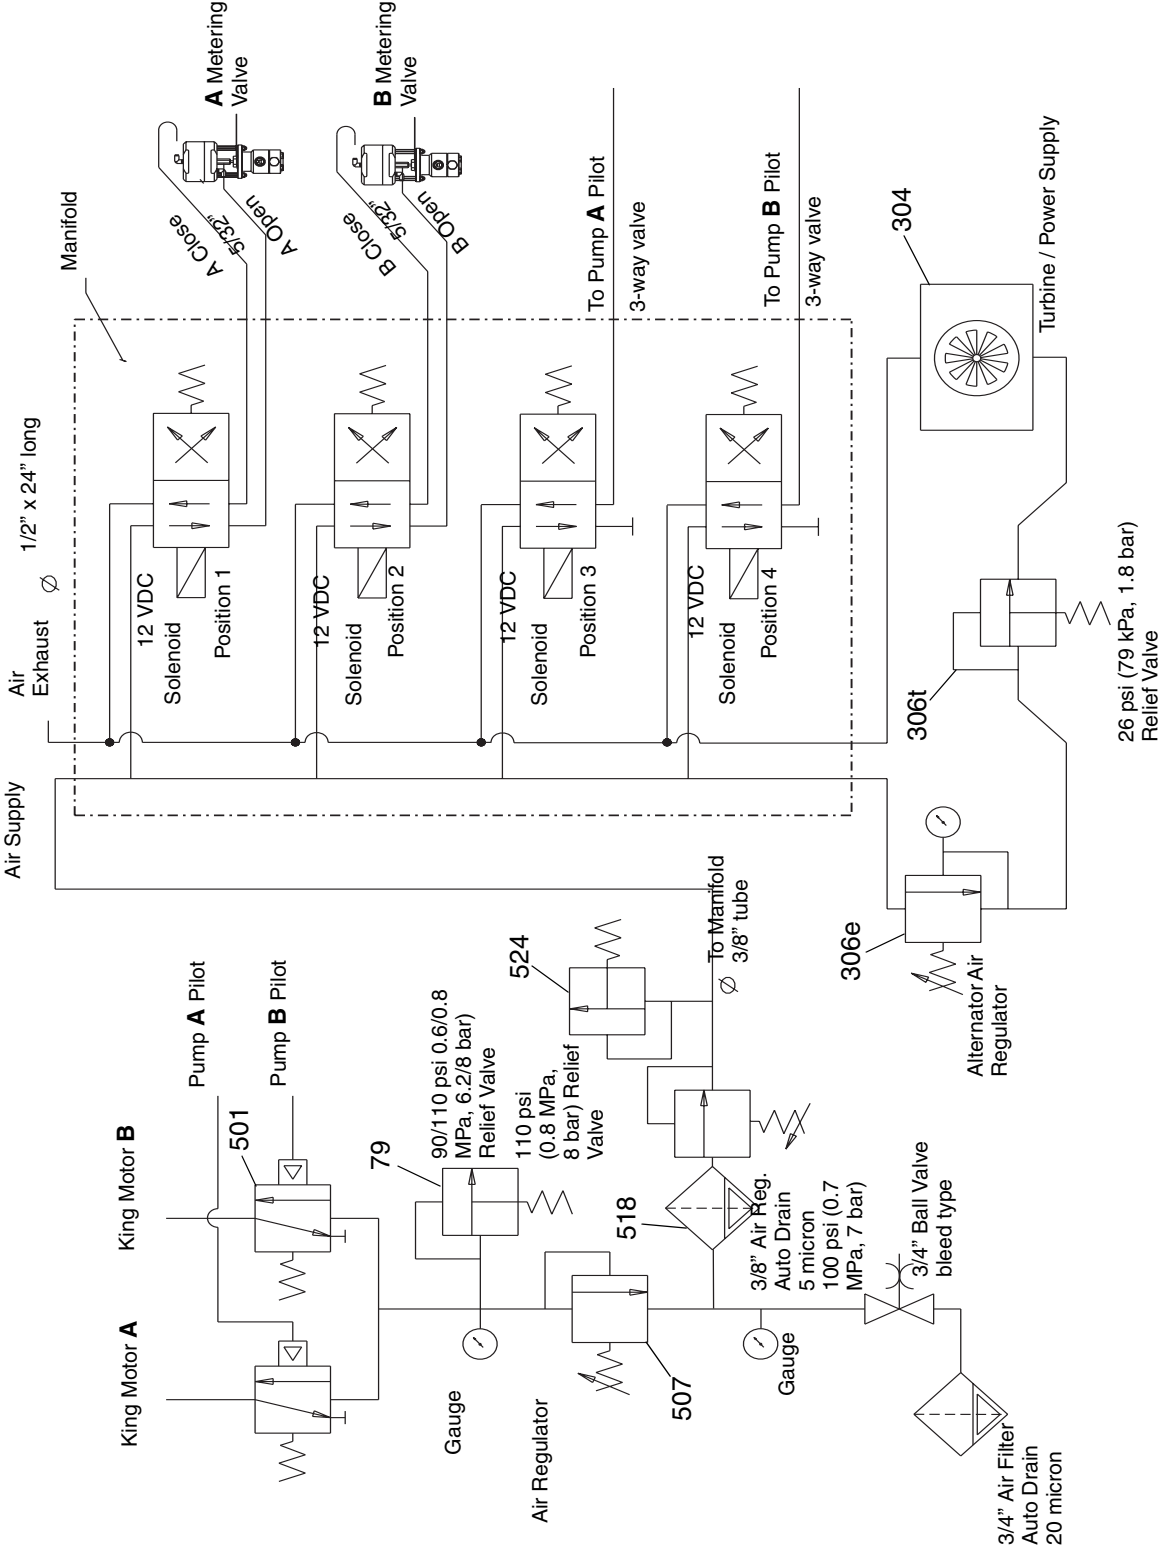 Air Supply
Air
Exhaust
1/2” x 24” long
Manifold
A Metering
Valve
B Metering
Valve
A Close
5/32”
A Open
B Close
5/32”
B Open
12 VDC
Solenoid
Position 1
12 VDC
Solenoid
Position 2
12 VDC
Solenoid
Position 3
12 VDC
Solenoid
Position 4
To Pump A Pilot
3-way valve
To Pump B Pilot
3-way valve
304
Turbine / Power Supply
306t
26 psi (79 kPa, 1.8 bar)
Relief Valve
306e
Alternator Air
Regulator
King Motor A
King Motor B
Pump A Pilot
Pump B Pilot
501
79
90/110 psi 0.6/0.8
MPa, 6.2/8 bar)
Relief Valve
110 psi
(0.8 MPa,
8 bar) Relief
Valve
524
To Manifold
3/8” tube
Gauge
Air Regulator
507
518
3/8” Air Reg.
Auto Drain
5 micron
100 psi (0.7
MPa, 7 bar)
Gauge
3/4” Ball Valve
bleed type
3/4” Air Filter
Auto Drain
20 micron